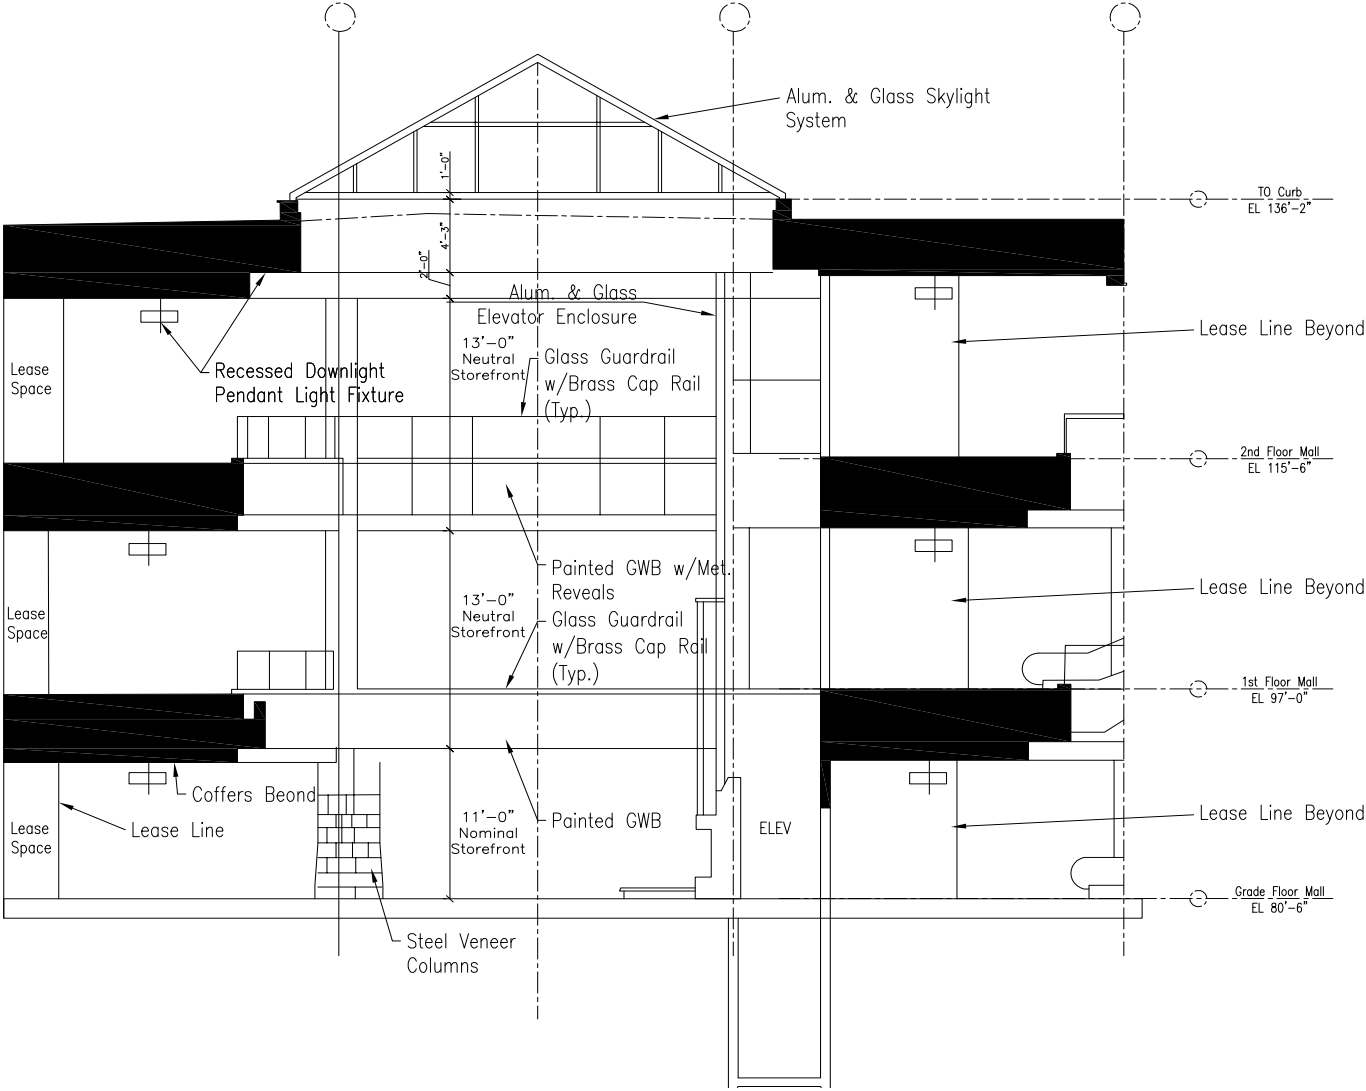 Alum. & Glass Skylight
System
1'-0"
TO Curb
EL 136'-2"
4'-3"
2'-0"
Alum. & Glass
Elevator Enclosure
Lease Line Beyond
13'-0"
Neutral
Storefront
Glass Guardrail
w/Brass Cap Rail
(Typ.)
Lease
Space
Recessed Downlight
Pendant Light Fixture
2nd Floor Mall
EL 115'-6"
Painted GWB w/Met.
Reveals
Lease Line Beyond
13'-0"
Neutral
Storefront
Glass Guardrail
w/Brass Cap Rail
(Typ.)
Lease
Space
1st Floor Mall
EL 97'-0"
Coffers Beond
Lease Line
Lease
Space
11'-0"
Nominal
Storefront
Painted GWB
ELEV
Lease Line Beyond
Grade Floor Mall
EL 80'-6"
Steel Veneer
Columns